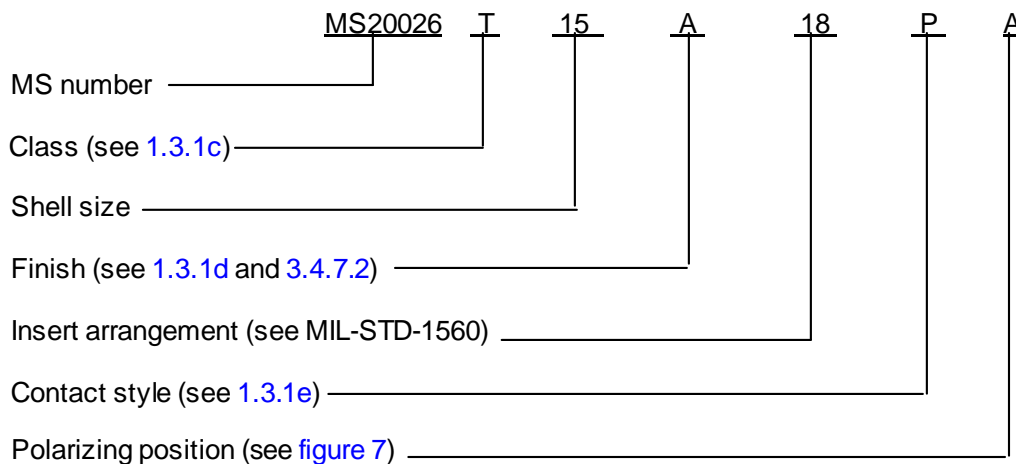 MS20026 T 15 A 18 P A
MS number
Class (see 1.3.1c)
Shell size
Finish (see 1.3.1d and 3.4.7.2)
Insert arrangement (see MIL-STD-1560)
Contact style (see 1.3.1e)
Polarizing position (see figure 7)